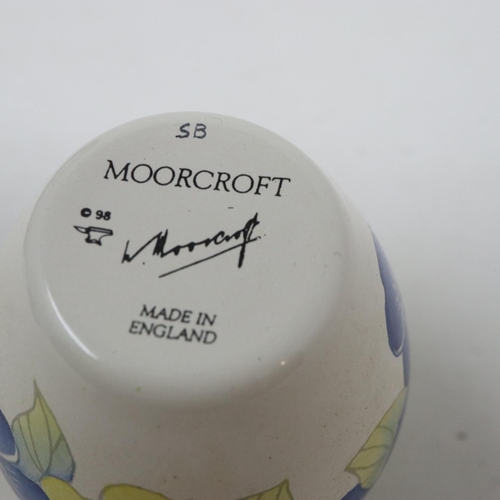 SB
MOORCROFT
© 98
W. Moorcroft
MADE IN
ENGLAND